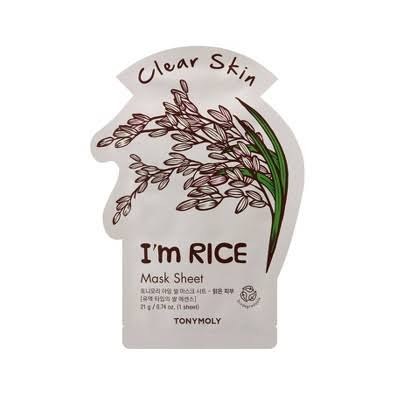 Clear Skin
I'm RICE
Mask Sheet
토니모리 아임 쌀 마스크 시트 - 맑은 피부
[유액 타입의 쌀 에센스]
21 g / 0.74 oz. (1 sheet)
TONYMOLY